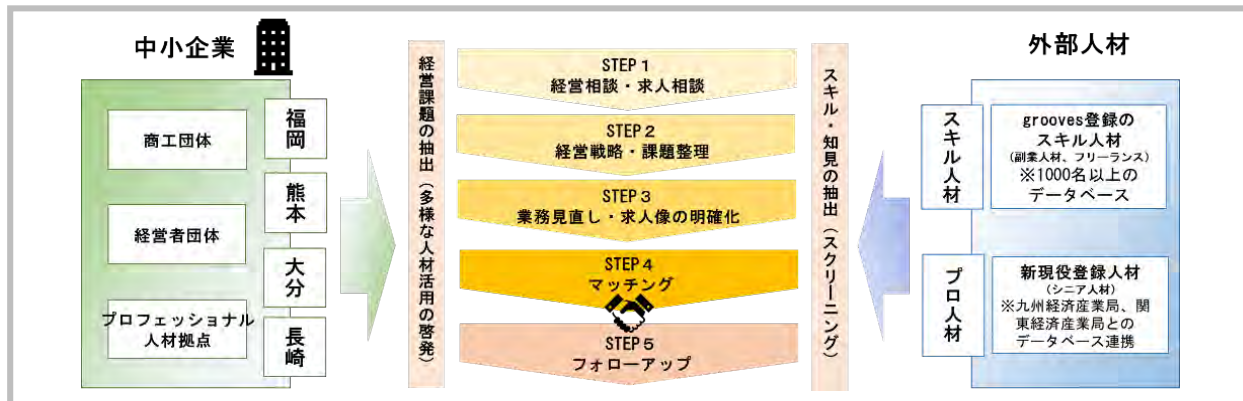 中小企業
商工団体
経営者団体
プロフェッショナル
人材拠点
福岡
熊本
大分
長崎
経営課題の抽出（多様な人材活用の啓発）
STEP１
経営相談・求人相談
STEP２
経営戦略・課題整理
STEP３
業務見直し・求人像の明確化
STEP４
マッチング
STEP５
フォローアップ
スキル・知見の抽出（スクリーニング）
外部人材
スキル人材
grooves登録の
スキル人材
（副業人材、フリーランス）
※1000名以上の
データベース
プロ人材
新現役登録人材
（シニア人材）
※九州経済産業局、関
東経済産業局との
データベース連携